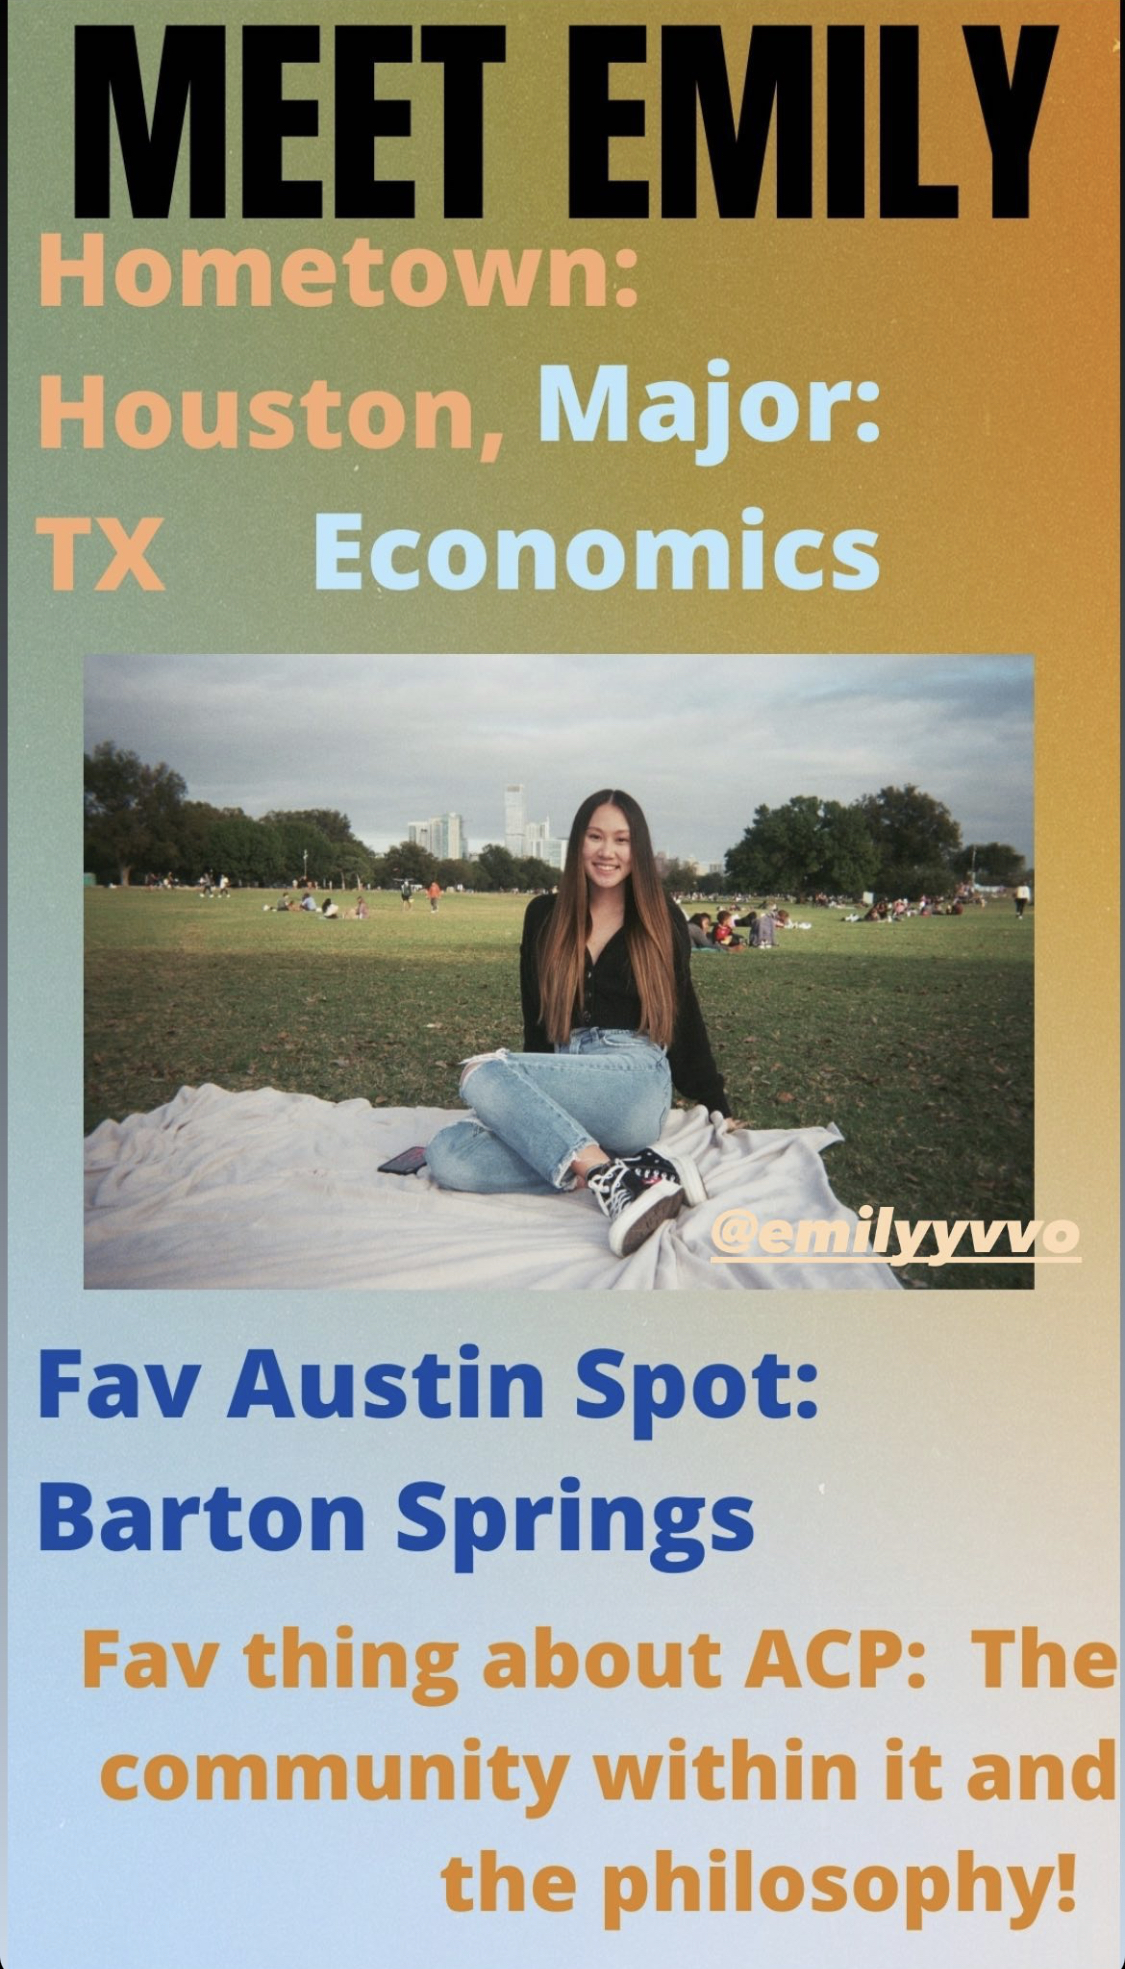 MEET EMILY
Hometown:
Houston,
TX
Major:
Economics
@emilyyvvo
Fav Austin Spot:
Barton Springs
Fav thing about ACP: The
community within it and
the philosophy!